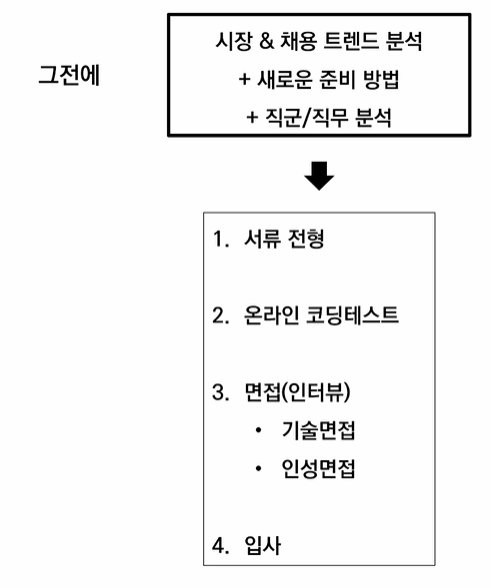 그전에
시장 & 채용 트렌드 분석
+ 새로운 준비 방법
+ 직군/직무 분석
1. 서류 전형
2. 온라인 코딩테스트
3. 면접(인터뷰)
• 기술면접
• 인성면접
4. 입사